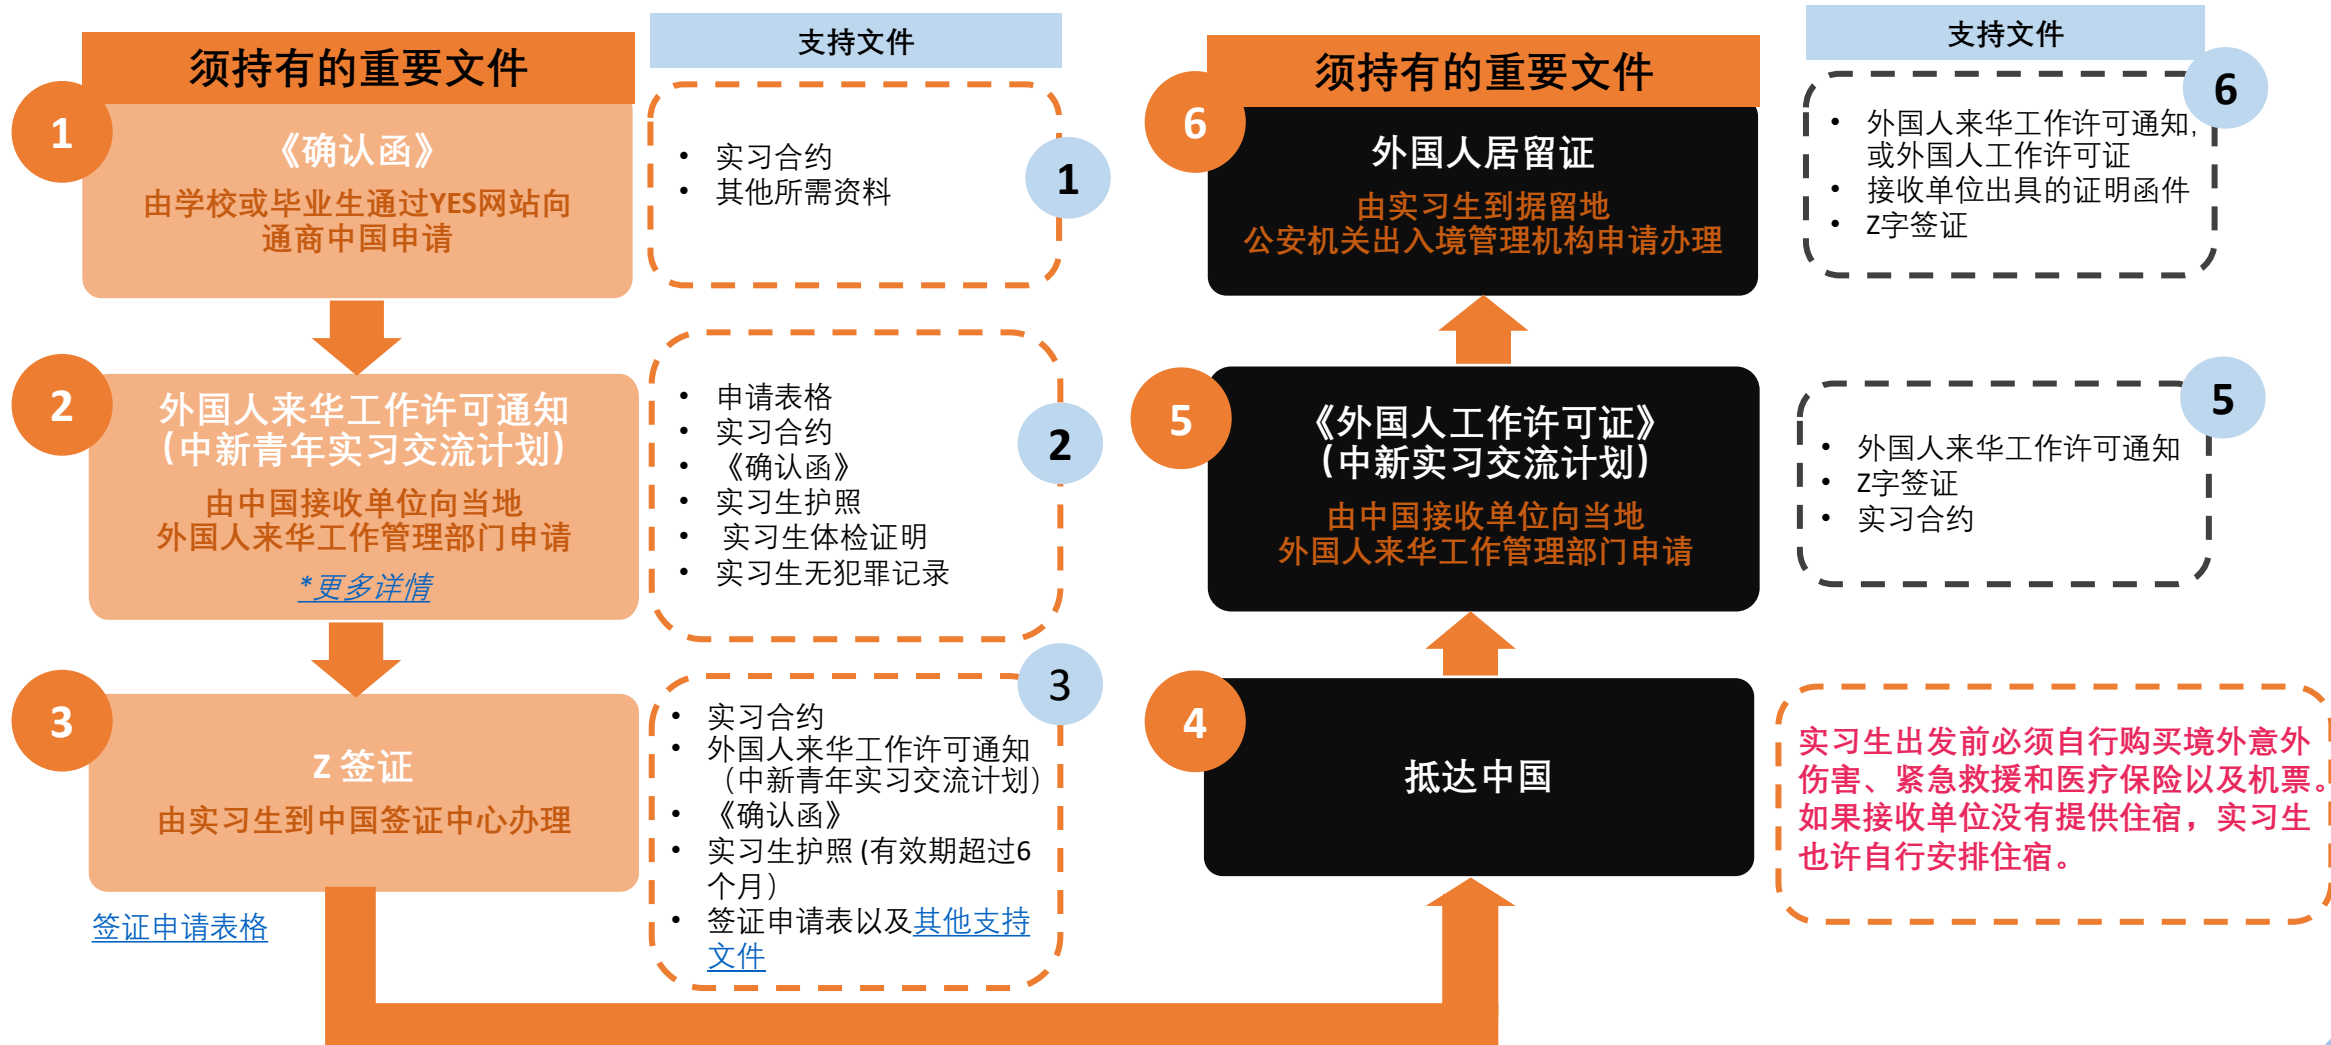 须持有的重要文件
1
《确认函》
由学校或毕业生通过YES网站向
通商中国申请
支持文件
• 实习合约
• 其他所需资料
1
2
外国人来华工作许可通知
(中新青年实习交流计划)
由中国接收单位向当地
外国人来华工作管理部门申请
*更多详情
• 申请表格
• 实习合约
• 《确认函》
• 实习生护照
• 实习生体检证明
• 实习生无犯罪记录
2
3
Z 签证
由实习生到中国签证中心办理
签证申请表格
• 实习合约
• 外国人来华工作许可通知
（中新青年实习交流计划）
• 《确认函》
• 实习生护照 (有效期超过6
个月）
• 签证申请表以及其他支持
文件
3
须持有的重要文件
6
外国人居留证
由实习生到据留地
公安机关出入境管理机构申请办理
支持文件
6
• 外国人来华工作许可通知,
或外国人工作许可证
• 接收单位出具的证明函件
• Z字签证
5
《外国人工作许可证》
(中新实习交流计划)
由中国接收单位向当地
外国人来华工作管理部门申请
5
• 外国人来华工作许可通知
• Z字签证
• 实习合约
4
抵达中国
实习生出发前必须自行购买境外意外
伤害、紧急救援和医疗保险以及机票。
如果接收单位没有提供住宿，实习生
也许自行安排住宿。